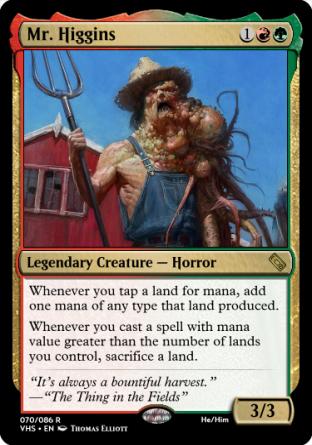 Mr. Higgins 1
Legendary Creature — Horror
Whenever you tap a land for mana, add
one mana of any type that land produced.
Whenever you cast a spell with mana
value greater than the number of lands
you control, sacrifice a land.
“It’s always a bountiful harvest.”
—“The Thing in the Fields”
3/3
070/086 R
He/Him
VHS • EN Thomas Elliott